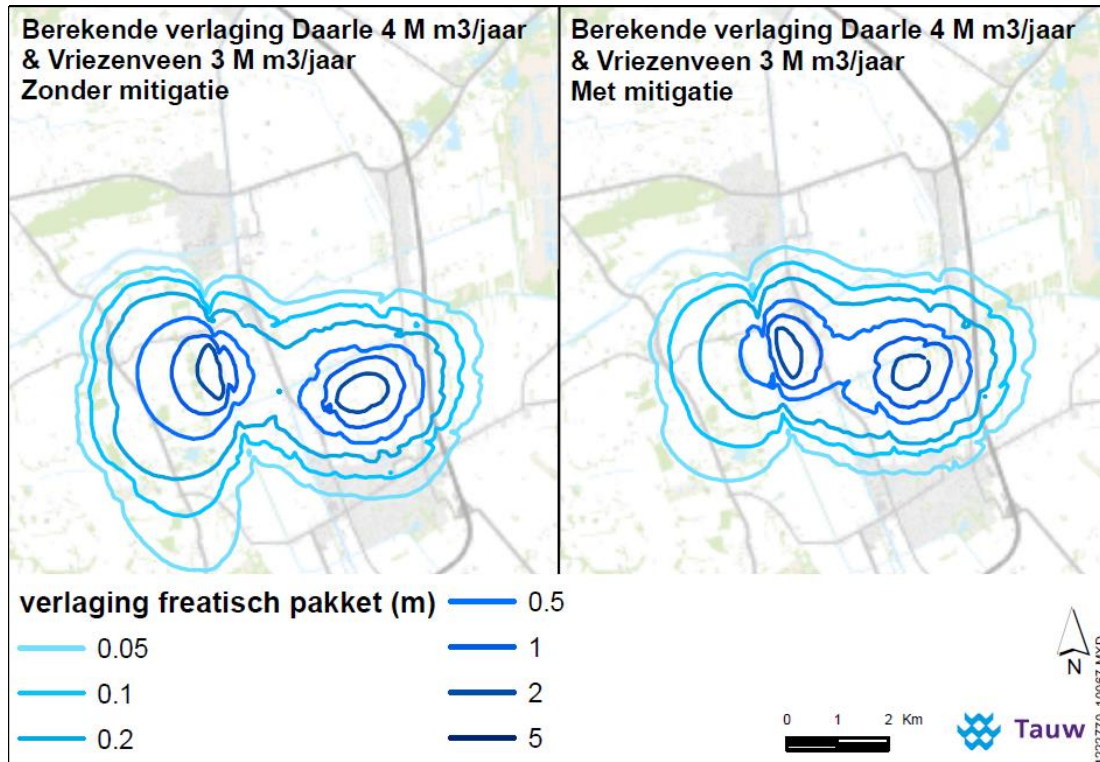 Berekende verlaging Daarle 4 M m3/jaar
& Vriezenveen 3 M m3/jaar
Zonder mitigatie
Berekende verlaging Daarle 4 M m3/jaar
& Vriezenveen 3 M m3/jaar
Met mitigatie
verlaging freatisch pakket (m)
0.05
0.1
0.2
0.5
1
2
5
N
0 1 2 Km
Tauw